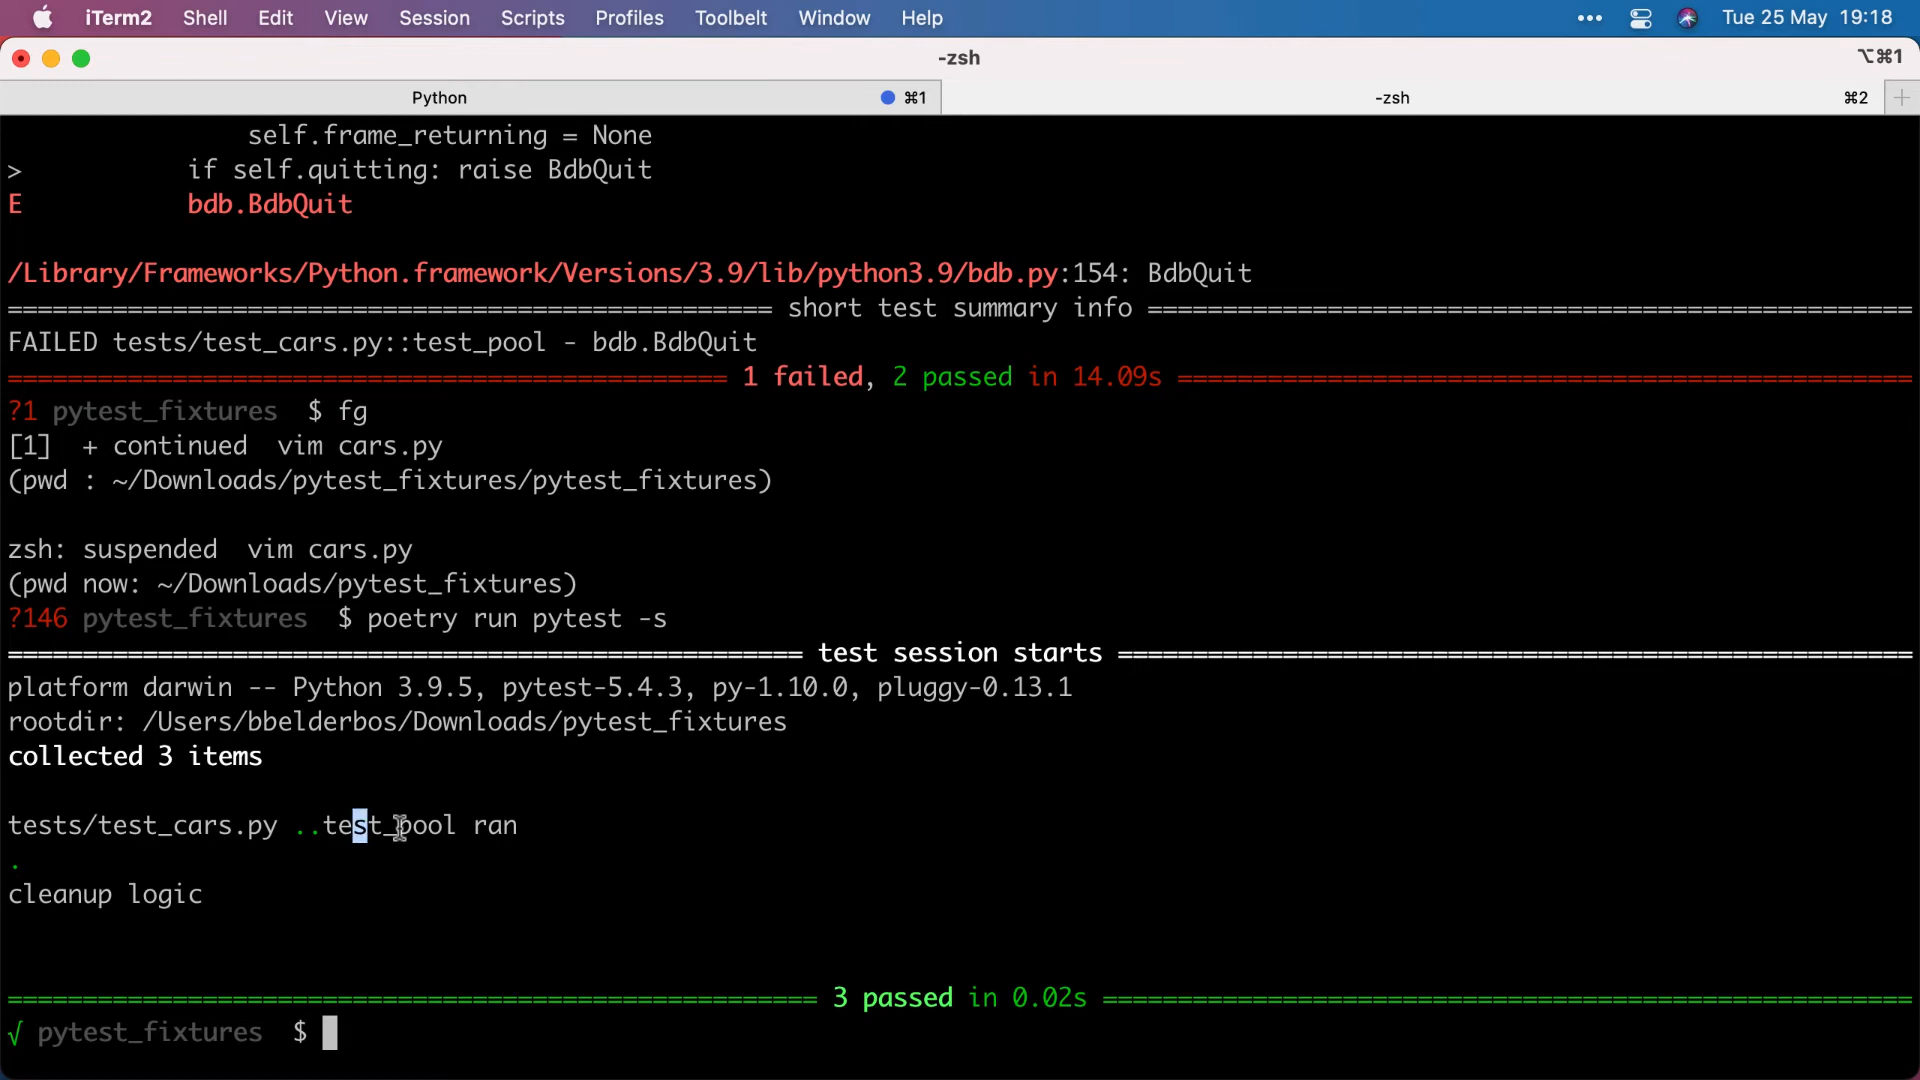 iTerm2 Shell Edit View Session Scripts Profiles Toolbelt Window Help ••• Tue 25 May 19:18
-zsh ⌥⌘1
Python ⌘1 -zsh ⌘2 +
self.frame_returning = None
> if self.quitting: raise BdbQuit
E bdb.BdbQuit
/Library/Frameworks/Python.framework/Versions/3.9/lib/python3.9/bdb.py:154: BdbQuit
=================================================== short test summary info ===================================================
FAILED tests/test_cars.py::test_pool - bdb.BdbQuit
================================================ 1 failed, 2 passed in 14.09s =================================================
?1 pytest_fixtures $ fg
[1] + continued vim cars.py
(pwd : ~/Downloads/pytest_fixtures/pytest_fixtures)
zsh: suspended vim cars.py
(pwd now: ~/Downloads/pytest_fixtures)
?146 pytest_fixtures $ poetry run pytest -s
===================================================== test session starts =====================================================
platform darwin -- Python 3.9.5, pytest-5.4.3, py-1.10.0, pluggy-0.13.1
rootdir: /Users/bbelderbos/Downloads/pytest_fixtures
collected 3 items
tests/test_cars.py ..test_pool ran
.
cleanup logic
====================================================== 3 passed in 0.02s ======================================================
√ pytest_fixtures $